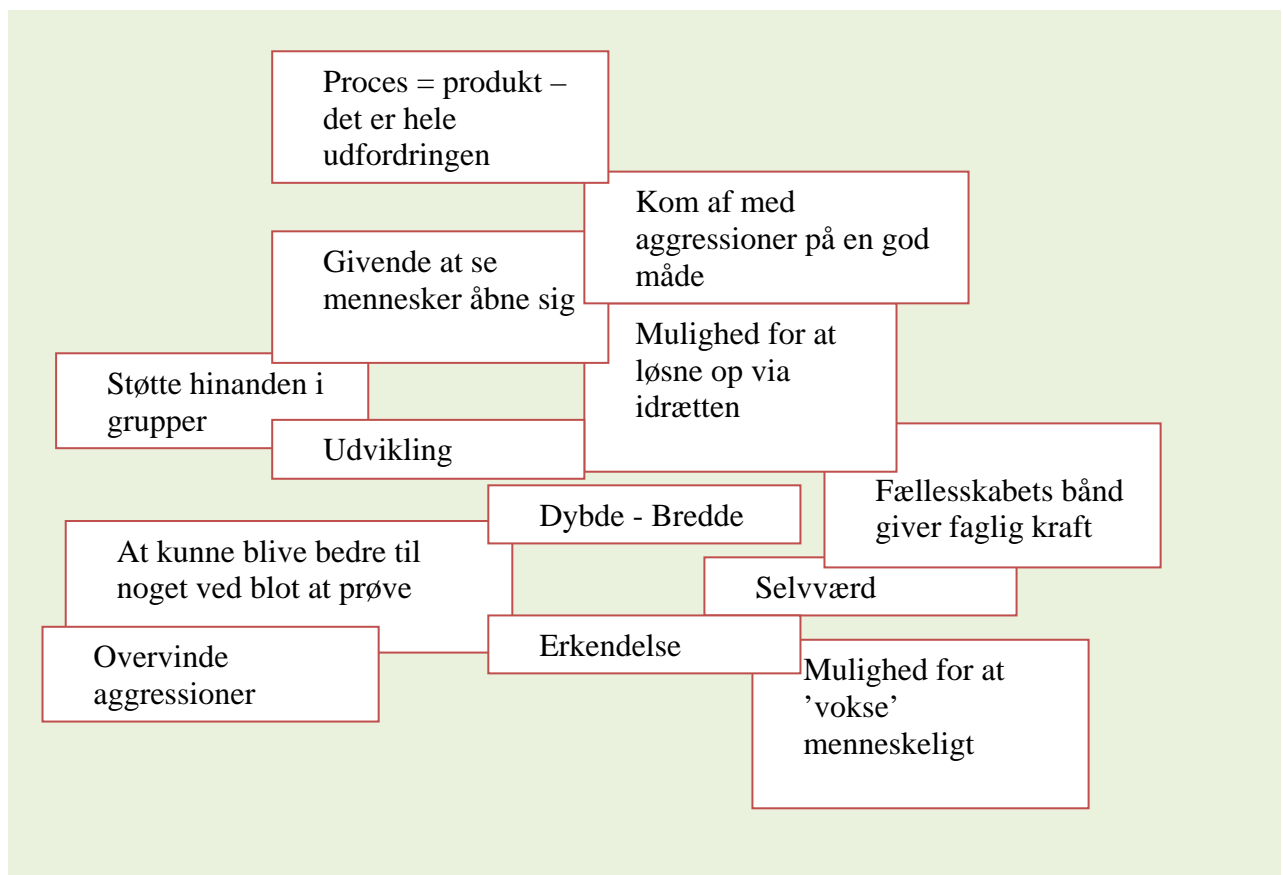 Proces = produkt –
det er hele
udfordringen
Kom af med
aggressioner på en god
måde
Givende at se
mennesker åbne sig
Mulighed for at
løsne op via
idrætten
Støtte hinanden i
grupper
Udvikling
Fællesskabets bånd
giver faglig kraft
Dybde - Bredde
At kunne blive bedre til
noget ved blot at prøve
Selvværd
Erkendelse
Overvinde
aggressioner
Mulighed for at
’vokse’
menneskeligt